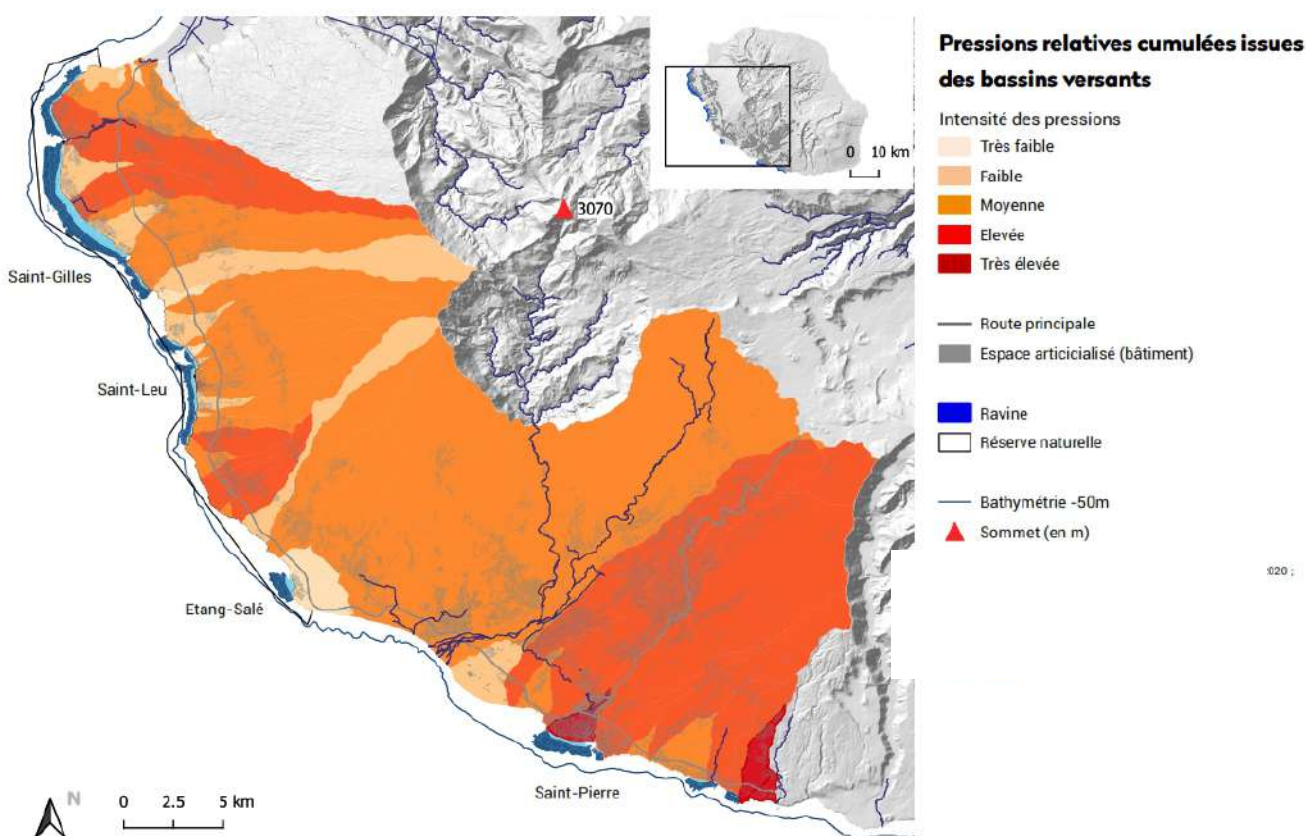 Pressions relatives cumulées issues
des bassins versants
Intensité des pressions
Très faible
Faible
Moyenne
Elevée
Très élevée
Route principale
Espace articicialisé (bâtiment)
Ravine
Réserve naturelle
Bathymétrie -50m
Sommet (en m)
020 ;
0 10 km
3070
Saint-Gilles
Saint-Leu
Etang-Salé
Saint-Pierre
N
0 2.5 5 km